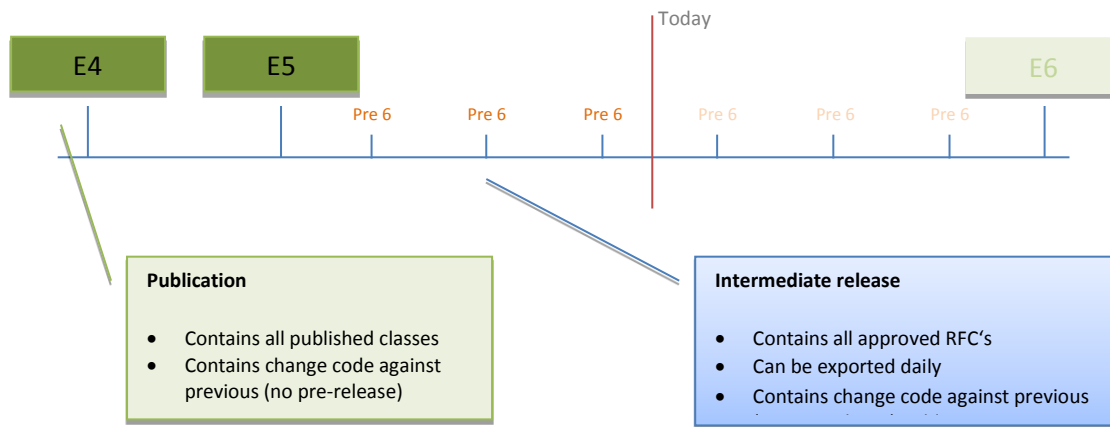 Today
E4
E5
E6
Pre 6
Pre 6
Pre 6
Pre 6
Pre 6
Pre 6
Publication
• Contains all published classes
• Contains change code against
previous (no pre-release)
Intermediate release
• Contains all approved RFC‘s
• Can be exported daily
• Contains change code against previous